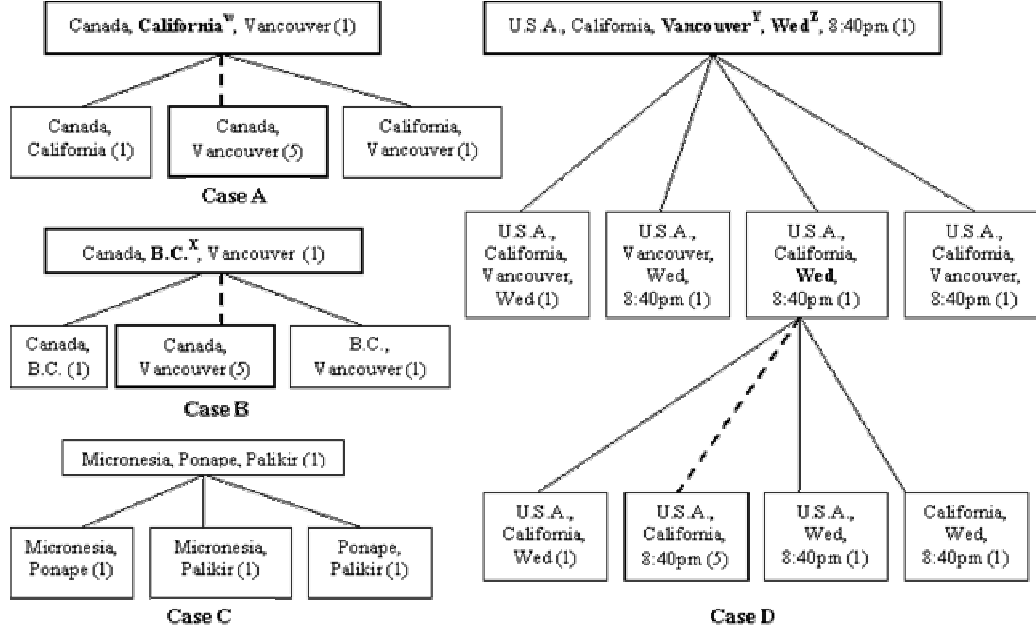 Canada, California^W, Vancouver (1)
Canada,
California (1)
Canada,
Vancouver (5)
California,
Vancouver (1)
Case A
Canada, B.C.^X, Vancouver (1)
Canada,
B.C. (1)
Canada,
Vancouver (5)
B.C.,
Vancouver (1)
Case B
Micronesia, Ponape, Palikir (1)
Micronesia,
Ponape (1)
Micronesia,
Palikir (1)
Ponape,
Palikir (1)
Case C
U.S.A., California, Vancouver^Y, Wed^Z, 8:40pm (1)
U.S.A.,
California,
Vancouver,
Wed (1)
U.S.A.,
Vancouver,
Wed,
8:40pm (1)
U.S.A.,
California,
Wed,
8:40pm (1)
U.S.A.,
California,
Vancouver,
8:40pm (1)
U.S.A.,
California,
Wed (1)
U.S.A.,
California,
8:40pm (5)
U.S.A.,
Wed,
8:40pm (1)
California,
Wed,
8:40pm (1)
Case D